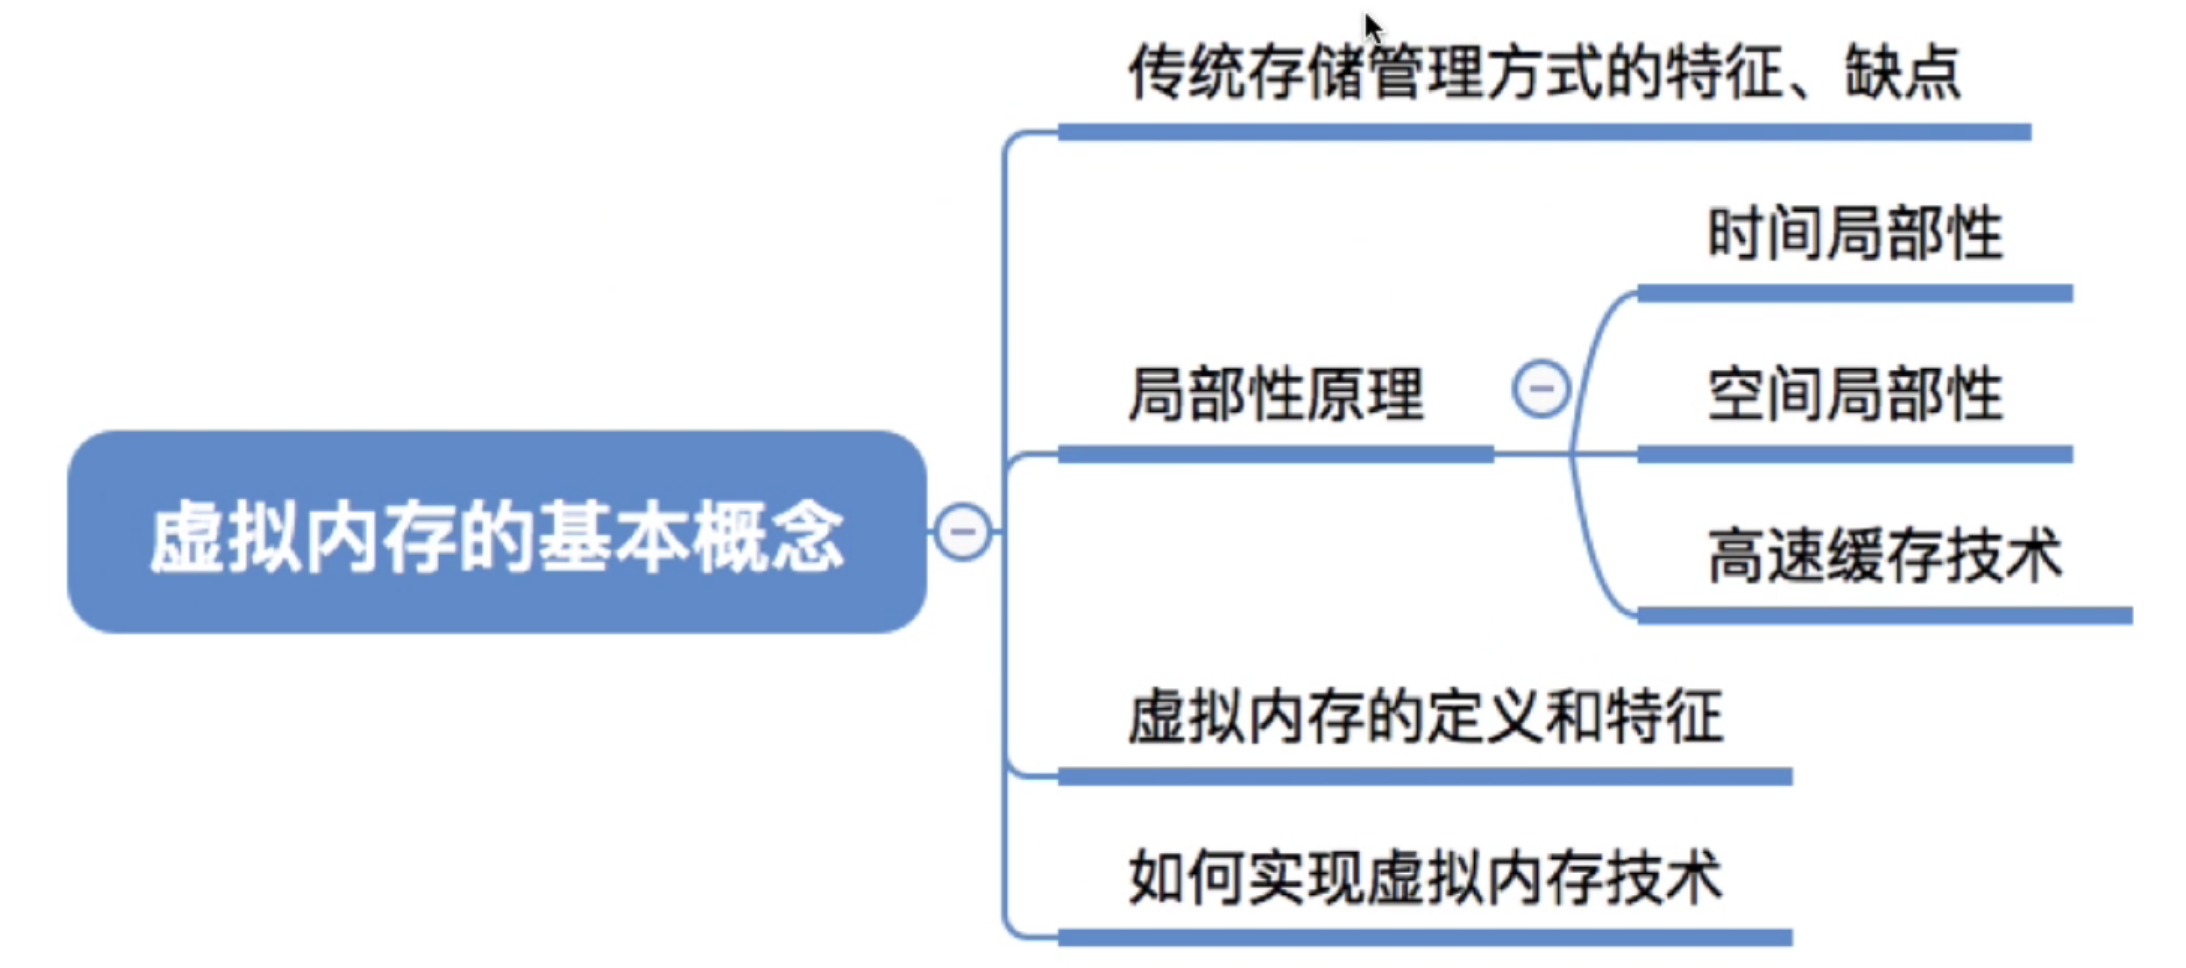 传统存储管理方式的特征、缺点
时间局部性
局部性原理
空间局部性
高速缓存技术
虚拟内存的基本概念
虚拟内存的定义和特征
如何实现虚拟内存技术